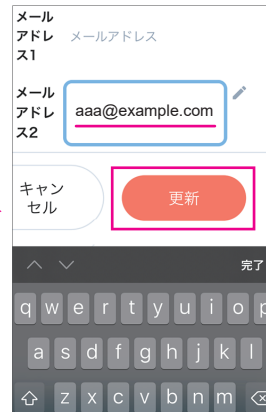 メール
アドレ
ス1
メールアドレス
メール
アドレ
ス2
aaa@example.com
キャン
セル
更新
完了
q w e r t y u i o p
a s d f g h j k l
z x c v b n m